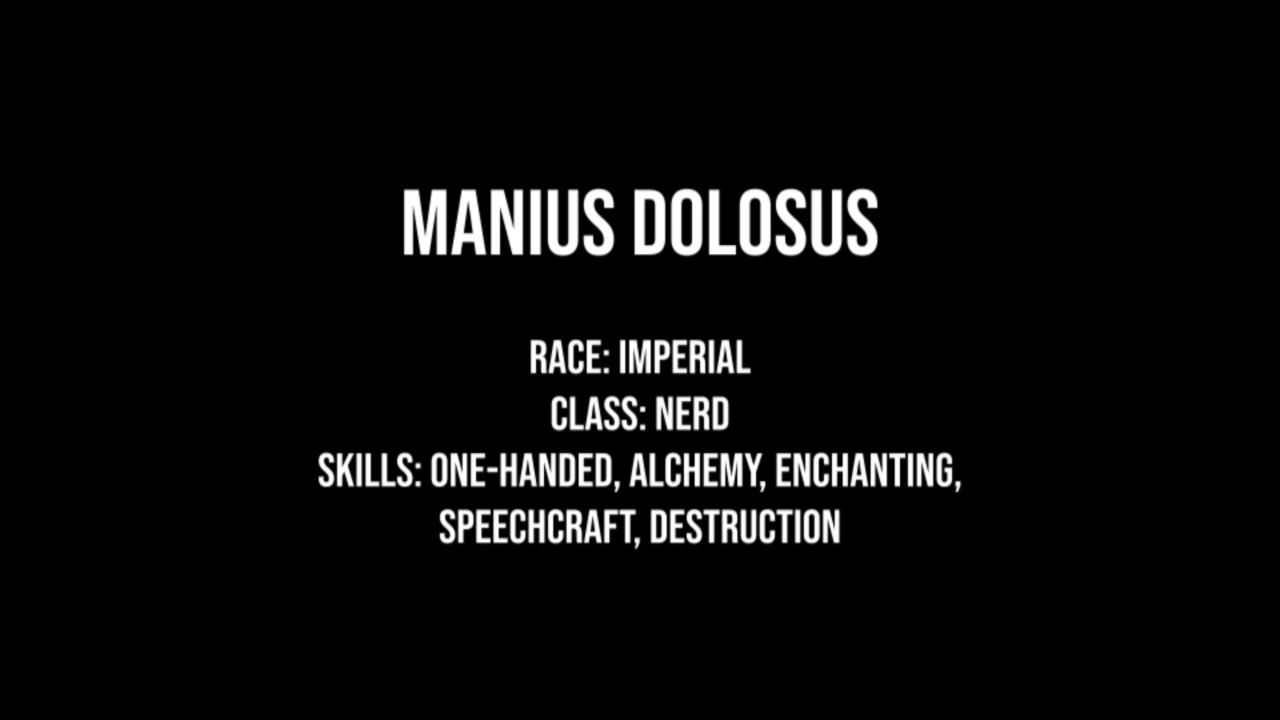 MANIUS DOLOSUS
RACE: IMPERIAL
CLASS: NERD
SKILLS: ONE-HANDED, ALCHEMY, ENCHANTING,
SPEECHCRAFT, DESTRUCTION